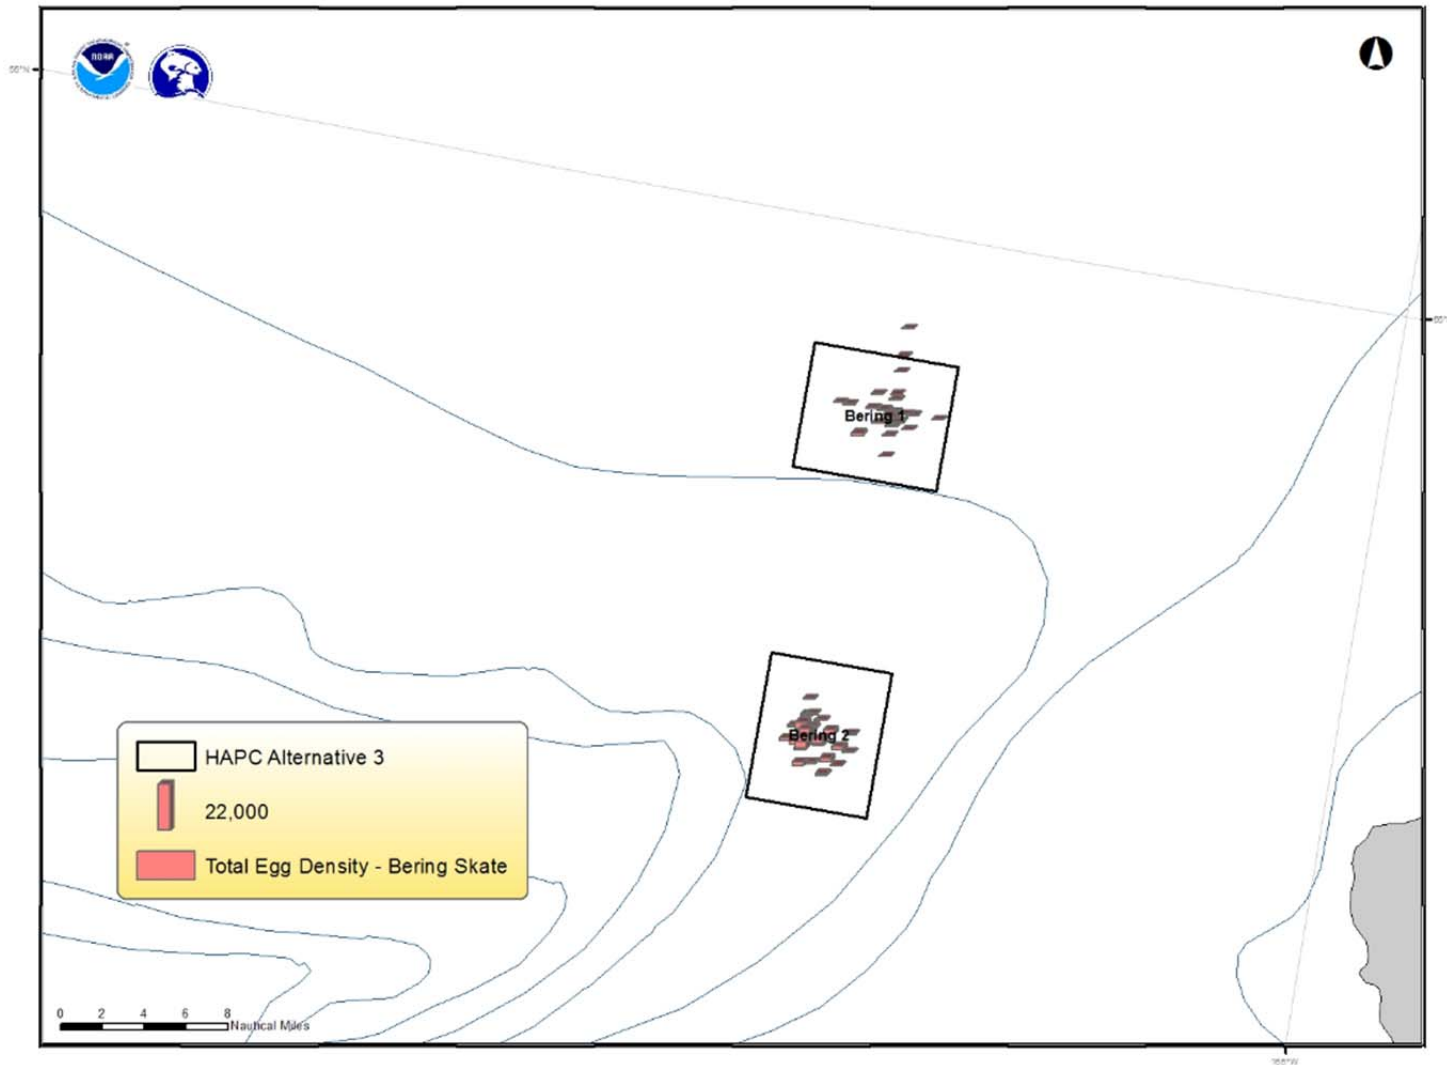 NOAA
Bering 1
Bering 2
HAPC Alternative 3
22,000
Total Egg Density - Bering Skate
0 2 4 6 8
Nautical Miles